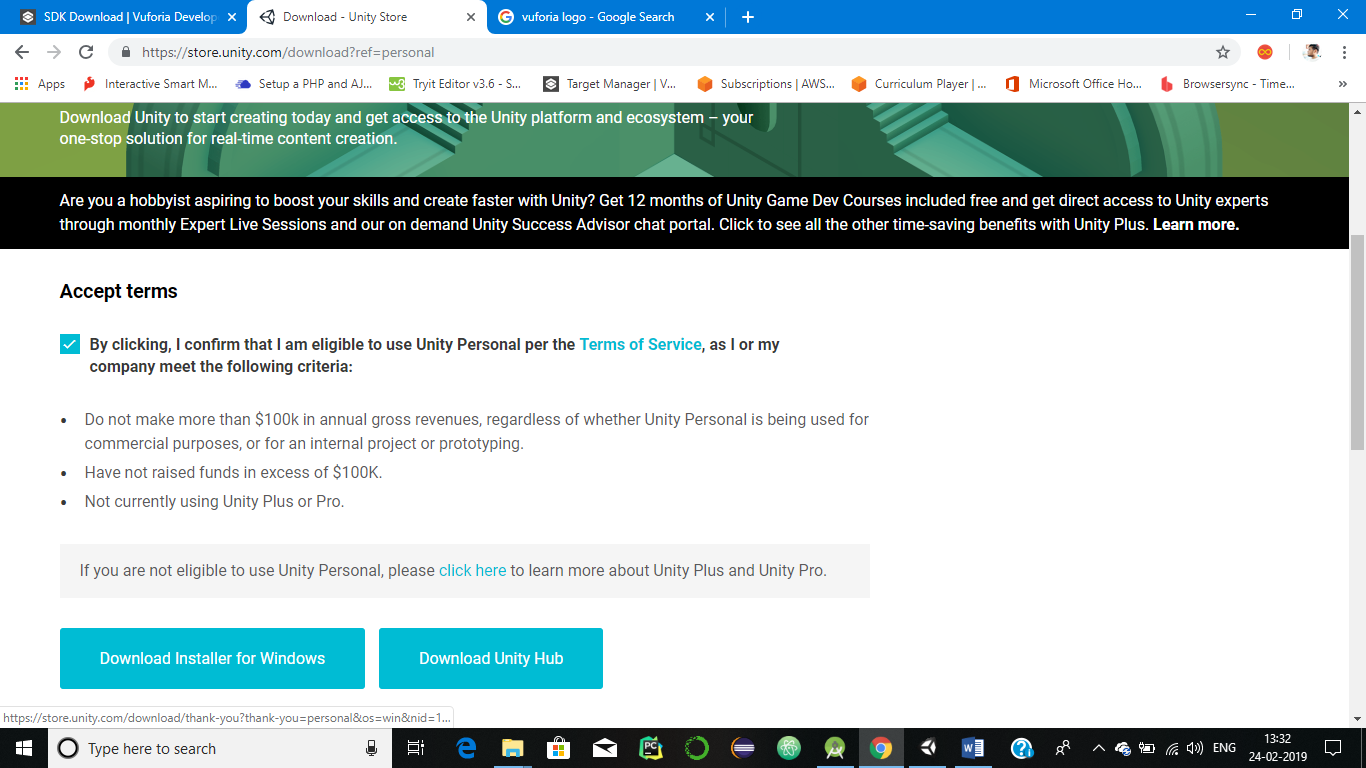 SDK Download | Vuforia Develop
Download - Unity Store
vuforia logo - Google Search
https://store.unity.com/download?ref=personal
Apps
Interactive Smart M...
Setup a PHP and AJ...
Tryit Editor v3.6 - S...
Target Manager | V...
Subscriptions | AWS...
Curriculum Player | ...
Microsoft Office Ho...
Browsersync - Time...
Download Unity to start creating today and get access to the Unity platform and ecosystem – your
one-stop solution for real-time content creation.
Are you a hobbyist aspiring to boost your skills and create faster with Unity? Get 12 months of Unity Game Dev Courses included free and get direct access to Unity experts
through monthly Expert Live Sessions and our on demand Unity Success Advisor chat portal. Click to see all the other time-saving benefits with Unity Plus. Learn more.
Accept terms
By clicking, I confirm that I am eligible to use Unity Personal per the Terms of Service, as I or my
company meet the following criteria:
• Do not make more than $100k in annual gross revenues, regardless of whether Unity Personal is being used for
commercial purposes, or for an internal project or prototyping.
• Have not raised funds in excess of $100K.
• Not currently using Unity Plus or Pro.
If you are not eligible to use Unity Personal, please click here to learn more about Unity Plus and Unity Pro.
Download Installer for Windows
Download Unity Hub
https://store.unity.com/download/thank-you?thank-you=personal&os=win&nid=1...
Type here to search
ENG
13:32
24-02-2019